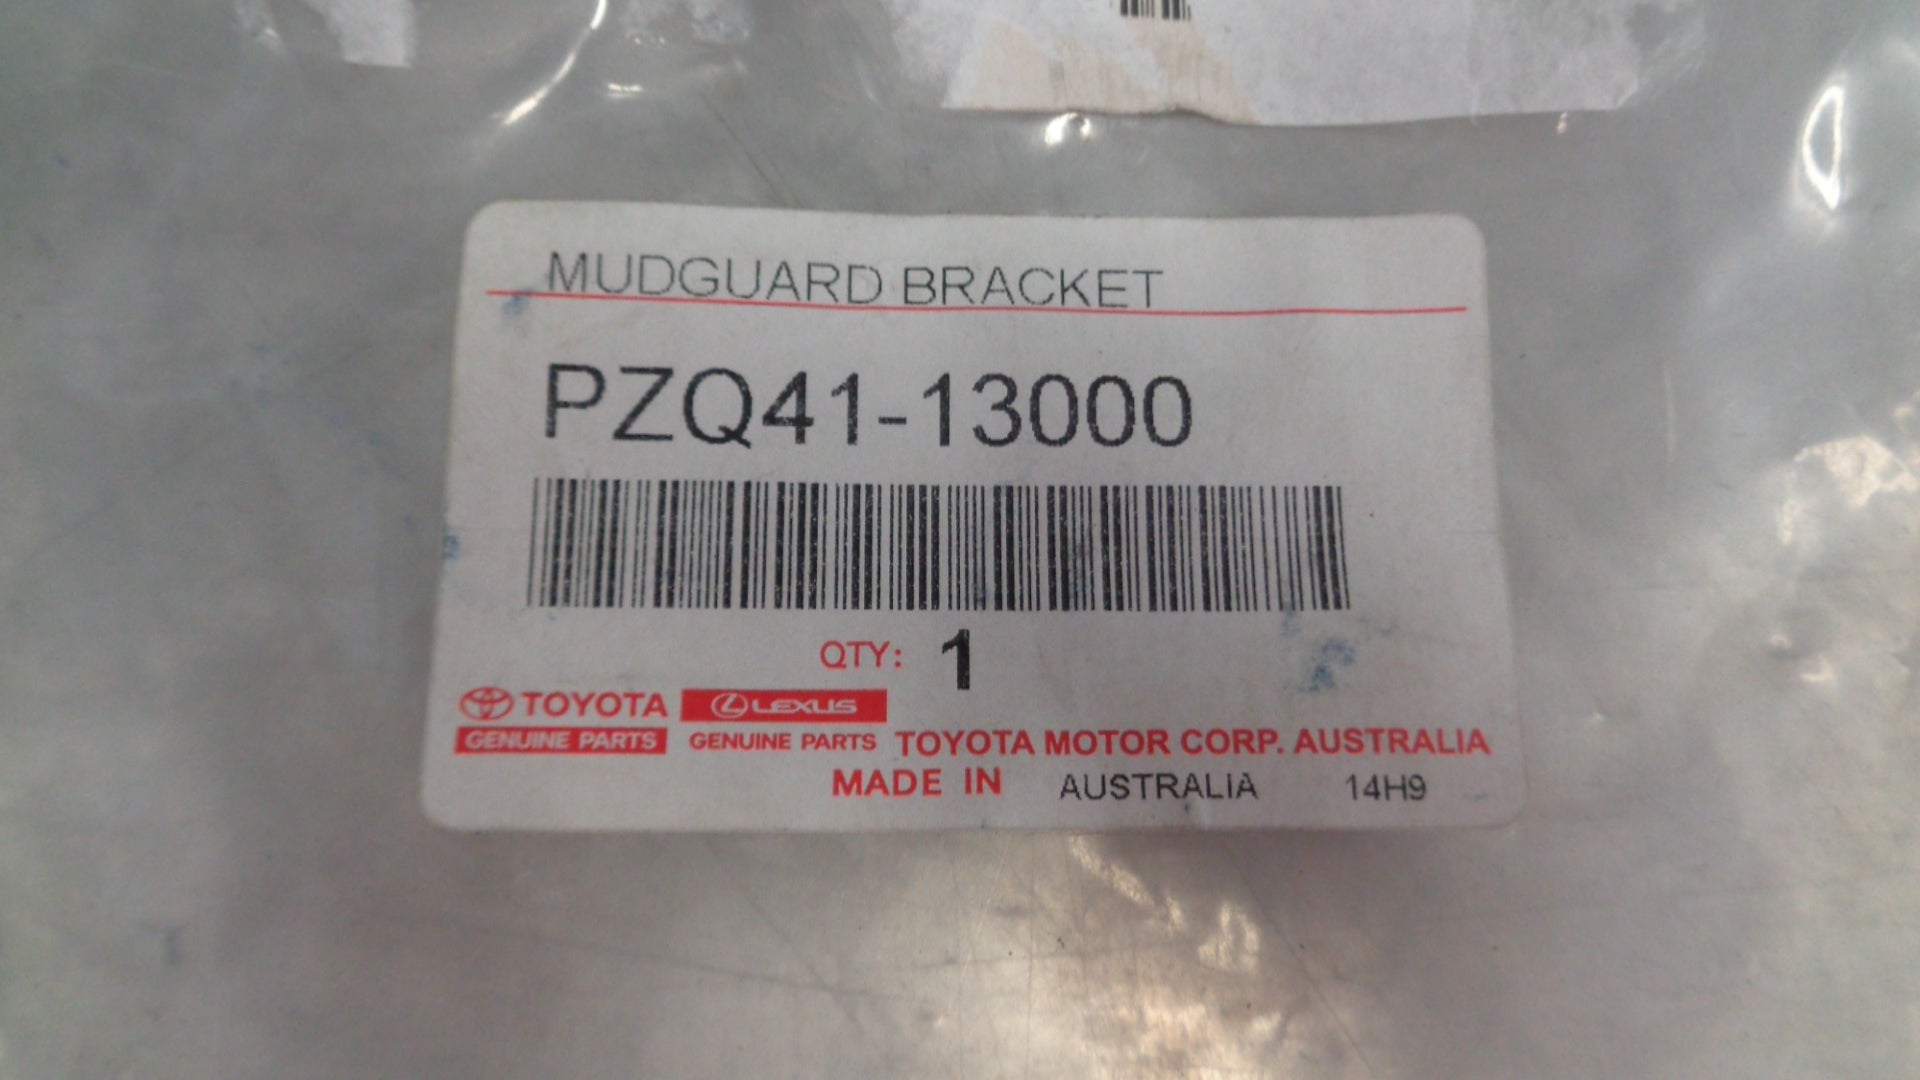 MUDGUARD BRACKET
PZQ41-13000
QTY: 1
TOYOTA LEXUS
GENUINE PARTS GENUINE PARTS TOYOTA MOTOR CORP. AUSTRALIA
MADE IN AUSTRALIA 14H9